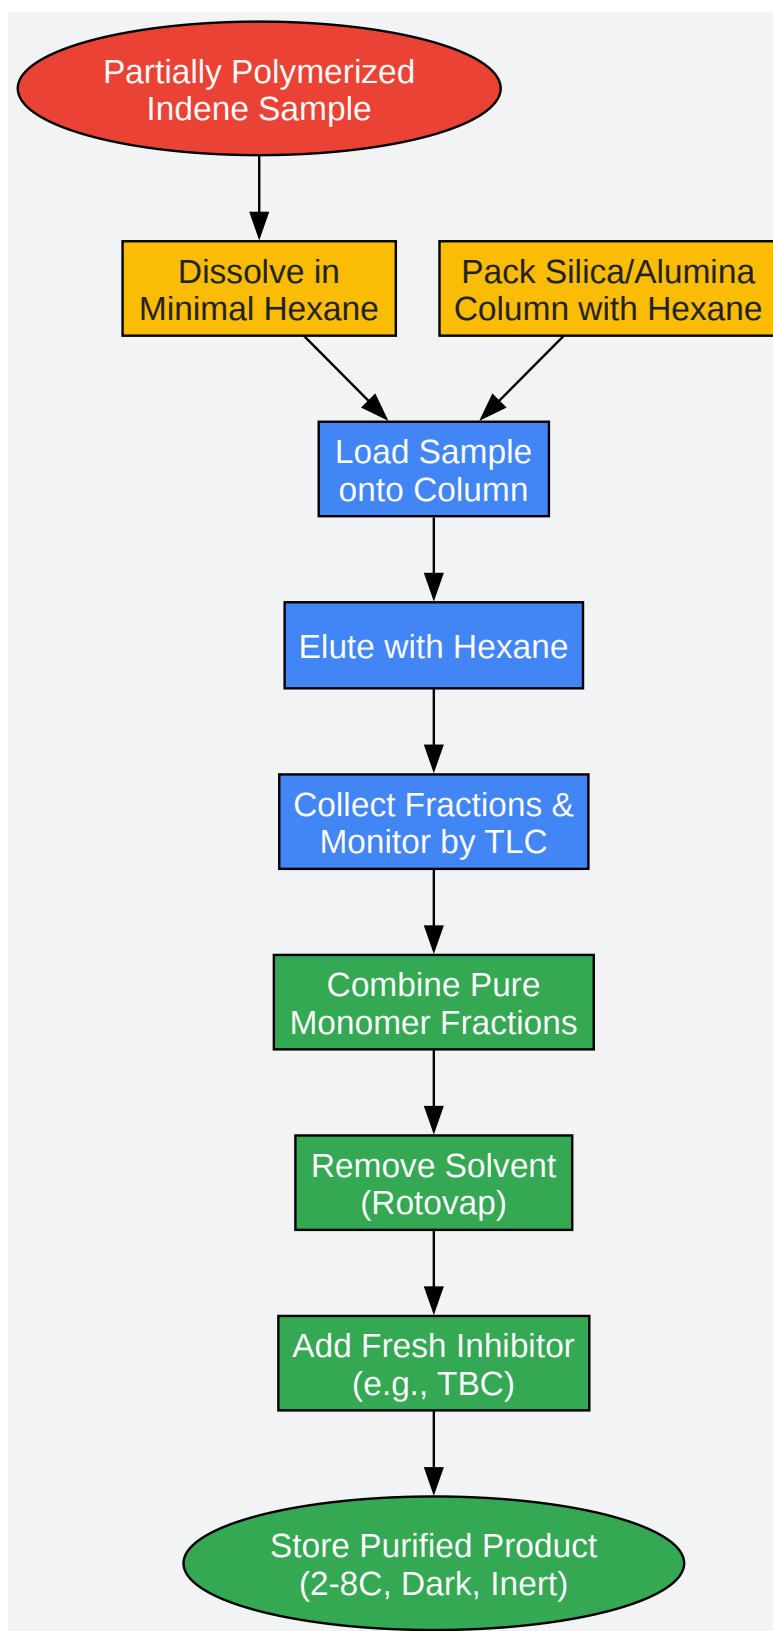 Partially Polymerized
Indene Sample
Dissolve in
Minimal Hexane
Pack Silica/Alumina
Column with Hexane
Load Sample
onto Column
Elute with Hexane
Collect Fractions &
Monitor by TLC
Combine Pure
Monomer Fractions
Remove Solvent
(Rotovap)
Add Fresh Inhibitor
(e.g., TBC)
Store Purified Product
(2-8C, Dark, Inert)